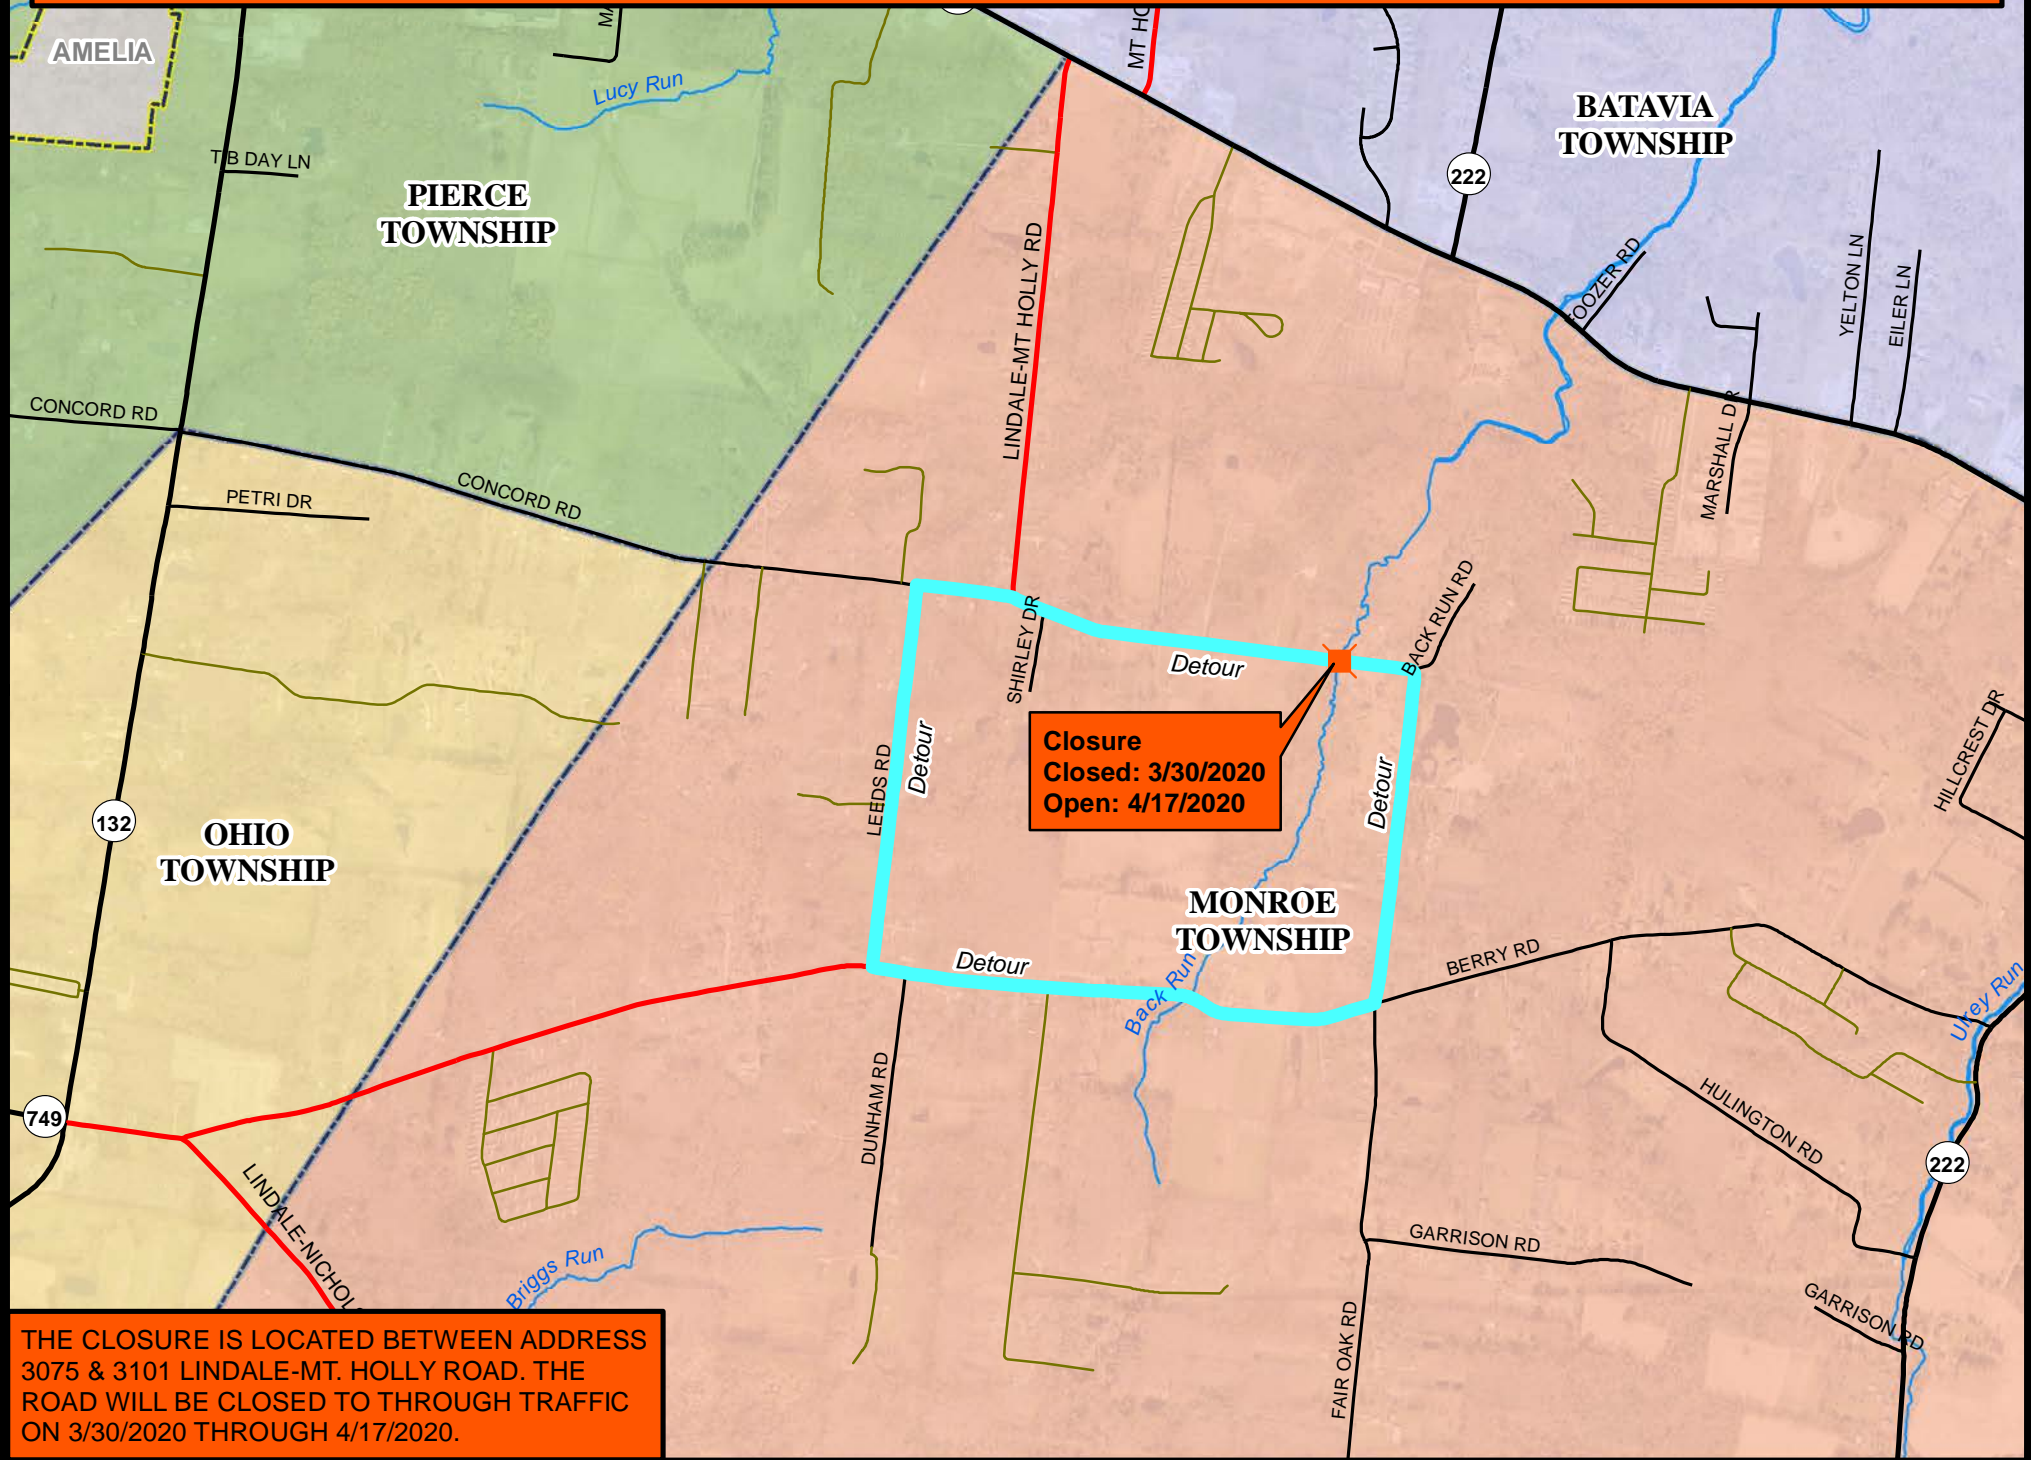 AMELIA
Lucy Run
MT HO
BATAVIA
TOWNSHIP
222
T B DAY LN
PIERCE
TOWNSHIP
LINDALE-MT HOLLY RD
YELTON LN
EILER LN
CONCORD RD
MARSHALL DR
PETRI DR
CONCORD RD
BACK RUN RD
SHIRLEY DR
Detour
HILLCREST DR
Closure
Closed: 3/30/2020
Open: 4/17/2020
LEEDS RD
Detour
Detour
132
OHIO
TOWNSHIP
MONROE
TOWNSHIP
Detour
BERRY RD
Back Run
Ulrey Run
749
DUNHAM RD
HULINGTON RD
222
LINDALE-NICHOLS
Briggs Run
GARRISON RD
GARRISON RD
FAIR OAK RD
THE CLOSURE IS LOCATED BETWEEN ADDRESS
3075 & 3101 LINDALE-MT. HOLLY ROAD. THE
ROAD WILL BE CLOSED TO THROUGH TRAFFIC
ON 3/30/2020 THROUGH 4/17/2020.